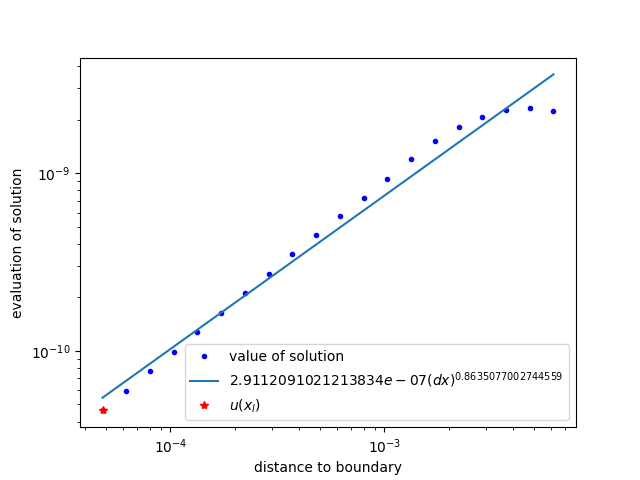 10⁻⁹
10⁻¹⁰
evaluation of solution
value of solution
2.9112091021213834e − 07(dx)^0.8635077002744559
u(x_l)
10⁻⁴
10⁻³
distance to boundary